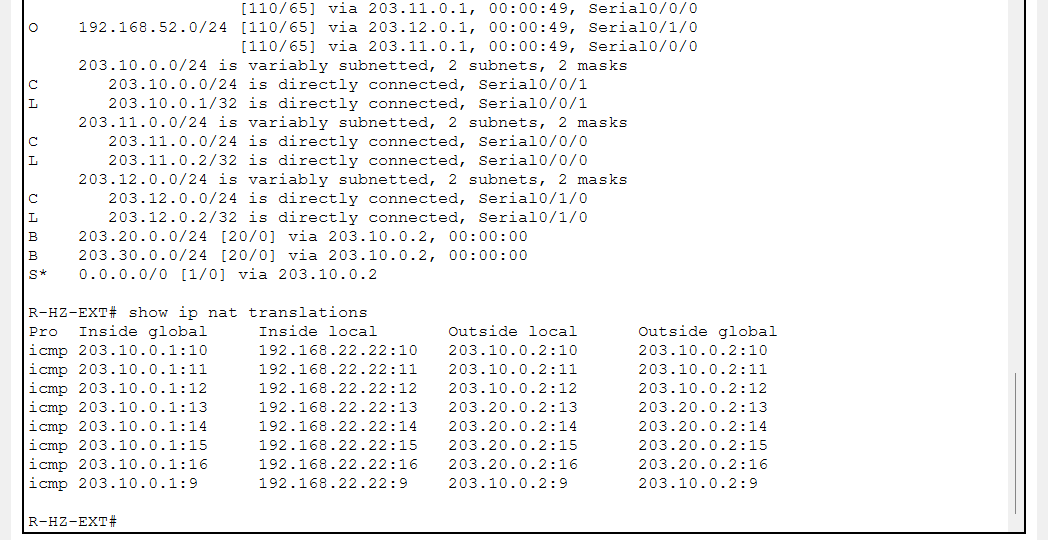 [110/65] via 203.11.0.1, 00:00:49, Serial0/0/0
O 192.168.52.0/24 [110/65] via 203.12.0.1, 00:00:49, Serial0/1/0
[110/65] via 203.11.0.1, 00:00:49, Serial0/0/0
203.10.0.0/24 is variably subnetted, 2 subnets, 2 masks
C 203.10.0.0/24 is directly connected, Serial0/0/1
L 203.10.0.1/32 is directly connected, Serial0/0/1
203.11.0.0/24 is variably subnetted, 2 subnets, 2 masks
C 203.11.0.0/24 is directly connected, Serial0/0/0
L 203.11.0.2/32 is directly connected, Serial0/0/0
203.12.0.0/24 is variably subnetted, 2 subnets, 2 masks
C 203.12.0.0/24 is directly connected, Serial0/1/0
L 203.12.0.2/32 is directly connected, Serial0/1/0
B 203.20.0.0/24 [20/0] via 203.10.0.2, 00:00:00
B 203.30.0.0/24 [20/0] via 203.10.0.2, 00:00:00
S* 0.0.0.0/0 [1/0] via 203.10.0.2
R-HZ-EXT# show ip nat translations
Pro Inside global Inside local Outside local Outside global
icmp 203.10.0.1:10 192.168.22.22:10 203.10.0.2:10 203.10.0.2:10
icmp 203.10.0.1:11 192.168.22.22:11 203.10.0.2:11 203.10.0.2:11
icmp 203.10.0.1:12 192.168.22.22:12 203.10.0.2:12 203.10.0.2:12
icmp 203.10.0.1:13 192.168.22.22:13 203.20.0.2:13 203.20.0.2:13
icmp 203.10.0.1:14 192.168.22.22:14 203.20.0.2:14 203.20.0.2:14
icmp 203.10.0.1:15 192.168.22.22:15 203.20.0.2:15 203.20.0.2:15
icmp 203.10.0.1:16 192.168.22.22:16 203.20.0.2:16 203.20.0.2:16
icmp 203.10.0.1:9 192.168.22.22:9 203.10.0.2:9 203.10.0.2:9
R-HZ-EXT#